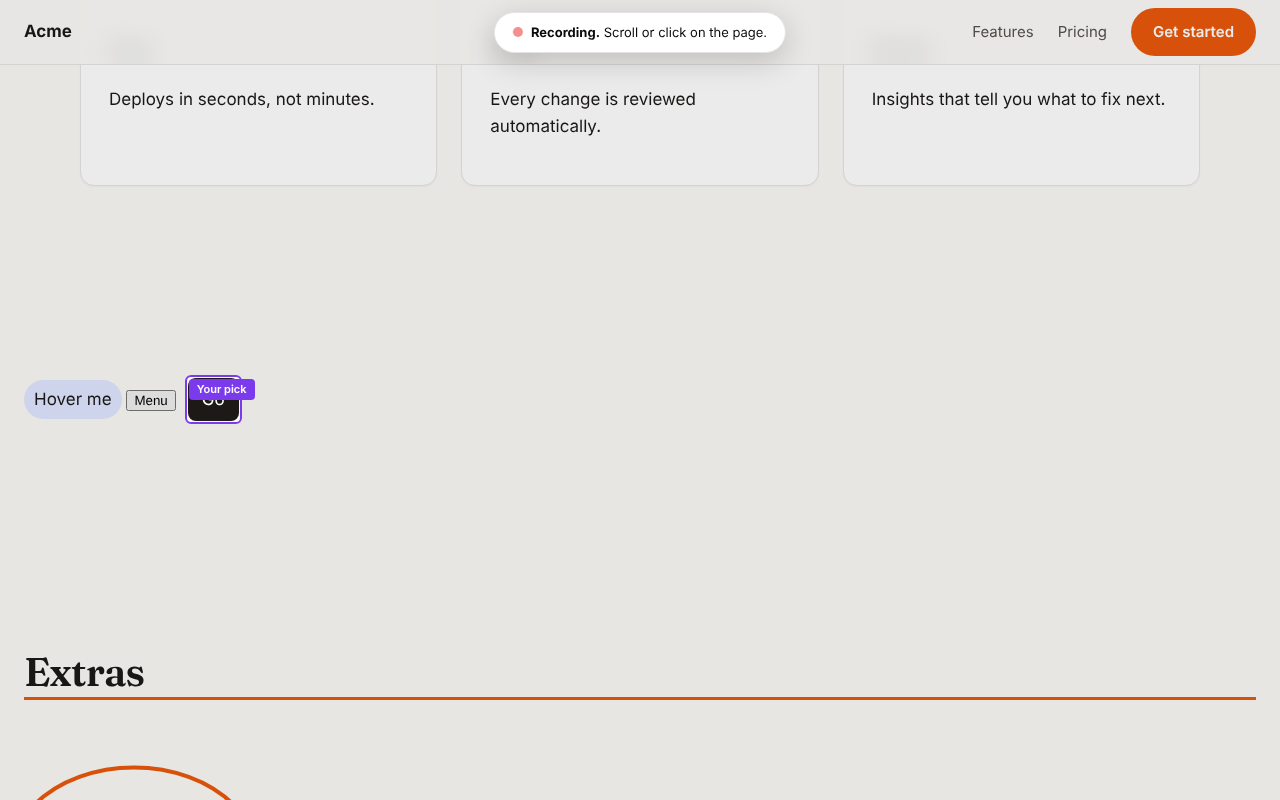 Acme
Recording. Scroll or click on the page.
Features
Pricing
Get started
Deploys in seconds, not minutes.
Every change is reviewed
automatically.
Insights that tell you what to fix next.
Hover me
Menu
Your pick
Extras